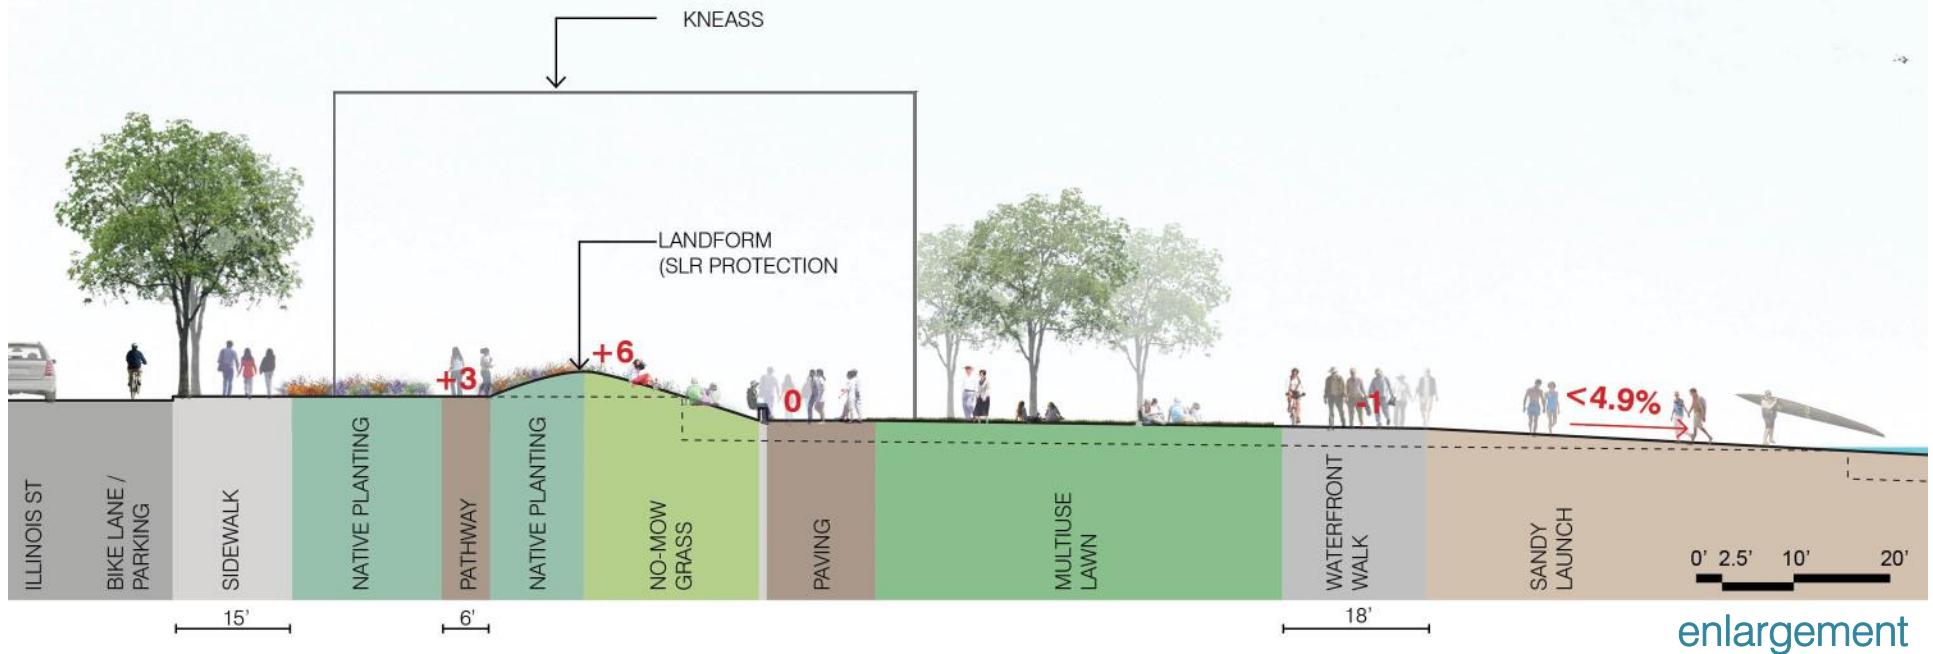 KNEASS
LANDFORM
(SLR PROTECTION
+3
+6
0
-1
<4.9%
ILLINOIS ST
BIKE LANE /
PARKING
SIDEWALK
NATIVE PLANTING
PATHWAY
NATIVE PLANTING
NO-MOW
GRASS
PAVING
MULTIUSE
LAWN
WATERFRONT
WALK
SANDY
LAUNCH
0' 2.5' 10' 20'
15'
6'
18'
enlargement